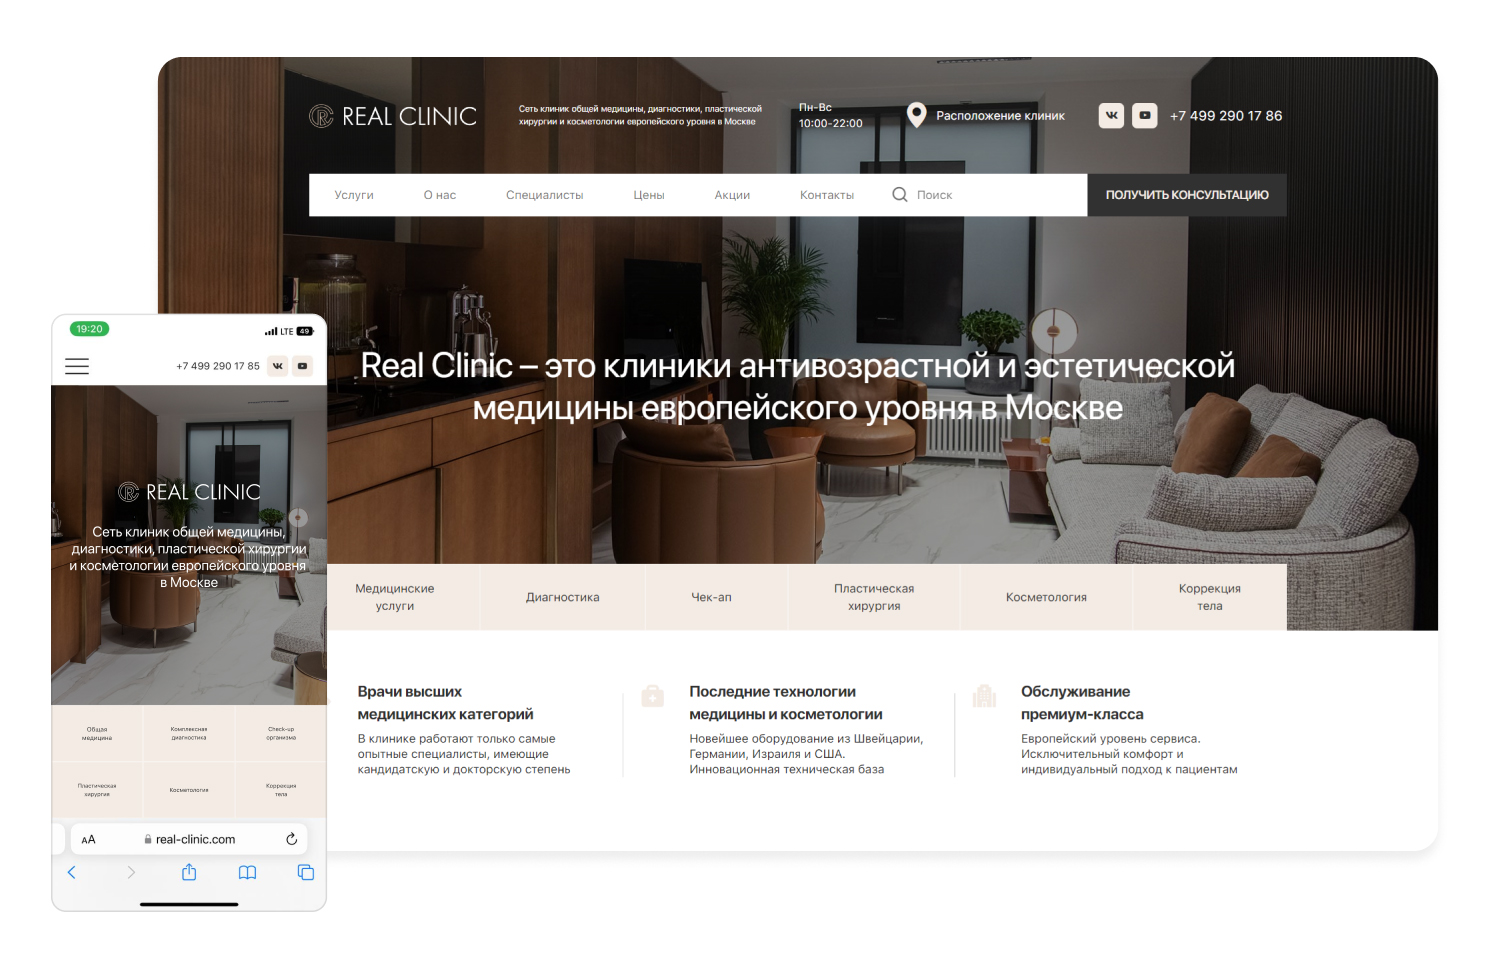 REAL CLINIC
Сеть клиник общей медицины, диагностики, пластической
хирургии и косметологии европейского уровня в Москве
Пн-Вс
10:00-22:00
Расположение клиник
+7 499 290 17 86
Услуги
О нас
Специалисты
Цены
Акции
Контакты
Поиск
ПОЛУЧИТЬ КОНСУЛЬТАЦИЮ
Real Clinic – это клиники антивозрастной и эстетической
медицины европейского уровня в Москве
Медицинские
услуги
Диагностика
Чек-ап
Пластическая
хирургия
Косметология
Коррекция
тела
Врачи высших
медицинских категорий
В клинике работают только самые
опытные специалисты, имеющие
кандидатскую и докторскую степень
Последние технологии
медицины и косметологии
Новейшее оборудование из Швейцарии,
Германии, Израиля и США.
Инновационная техническая база
Обслуживание
премиум-класса
Европейский уровень сервиса.
Исключительный комфорт и
индивидуальный подход к пациентам
19:20
LTE 49
+7 499 290 17 85
REAL CLINIC
Сеть клиник общей медицины,
диагностики, пластической хирургии
и косметологии европейского уровня
в Москве
Общая
медицина
Комплексная
диагностика
Check-up
организма
Пластическая
хирургия
Косметология
Коррекция
тела
AA
real-clinic.com